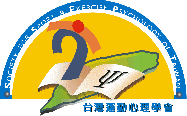 SOCIETY FOR SPORT & EXERCISE PSYCHOLOGY OF TAIWAN
Ψ
台灣運動心理學會